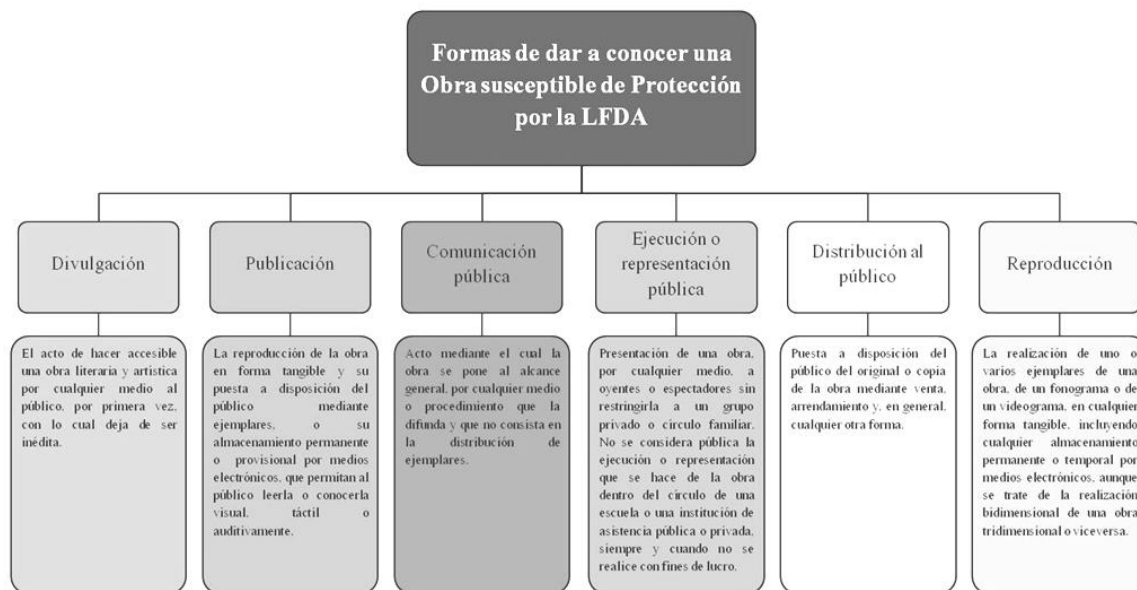 Formas de dar a conocer una
Obra susceptible de Protección
por la LFDA
Divulgación
El acto de hacer accesible
una obra literaria y artística
por cualquier medio al
público, por primera vez,
con lo cual deja de ser
inédita.
Publicación
La reproducción de la obra
en forma tangible y su
puesta a disposición del
público mediante
ejemplares, o su
almacenamiento permanente
o provisional por medios
electrónicos, que permitan al
público leerla o conocerla
visual, táctil o
auditivamente.
Comunicación
pública
Acto mediante el cual la
obra se pone al alcance
general, por cualquier medio
o procedimiento que la
difunda y que no consista en
la distribución de
ejemplares.
Ejecución o
representación
pública
Presentación de una obra,
por cualquier medio, a
oyentes o espectadores sin
restringirla a un grupo
privado o círculo familiar.
No se considera pública la
ejecución o representación
que se hace de la obra
dentro del círculo de una
escuela o una institución de
asistencia pública o privada,
siempre y cuando no se
realice con fines de lucro.
Distribución al
público
Puesta a disposición del
público del original o copia
de la obra mediante venta,
arrendamiento y, en general,
cualquier otra forma.
Reproducción
La realización de uno o
varios ejemplares de una
obra, de un fonograma o de
un videograma, en cualquier
forma tangible, incluyendo
cualquier almacenamiento
permanente o temporal por
medios electrónicos, aunque
se trate de la realización
bidimensional de una obra
tridimensional o viceversa.